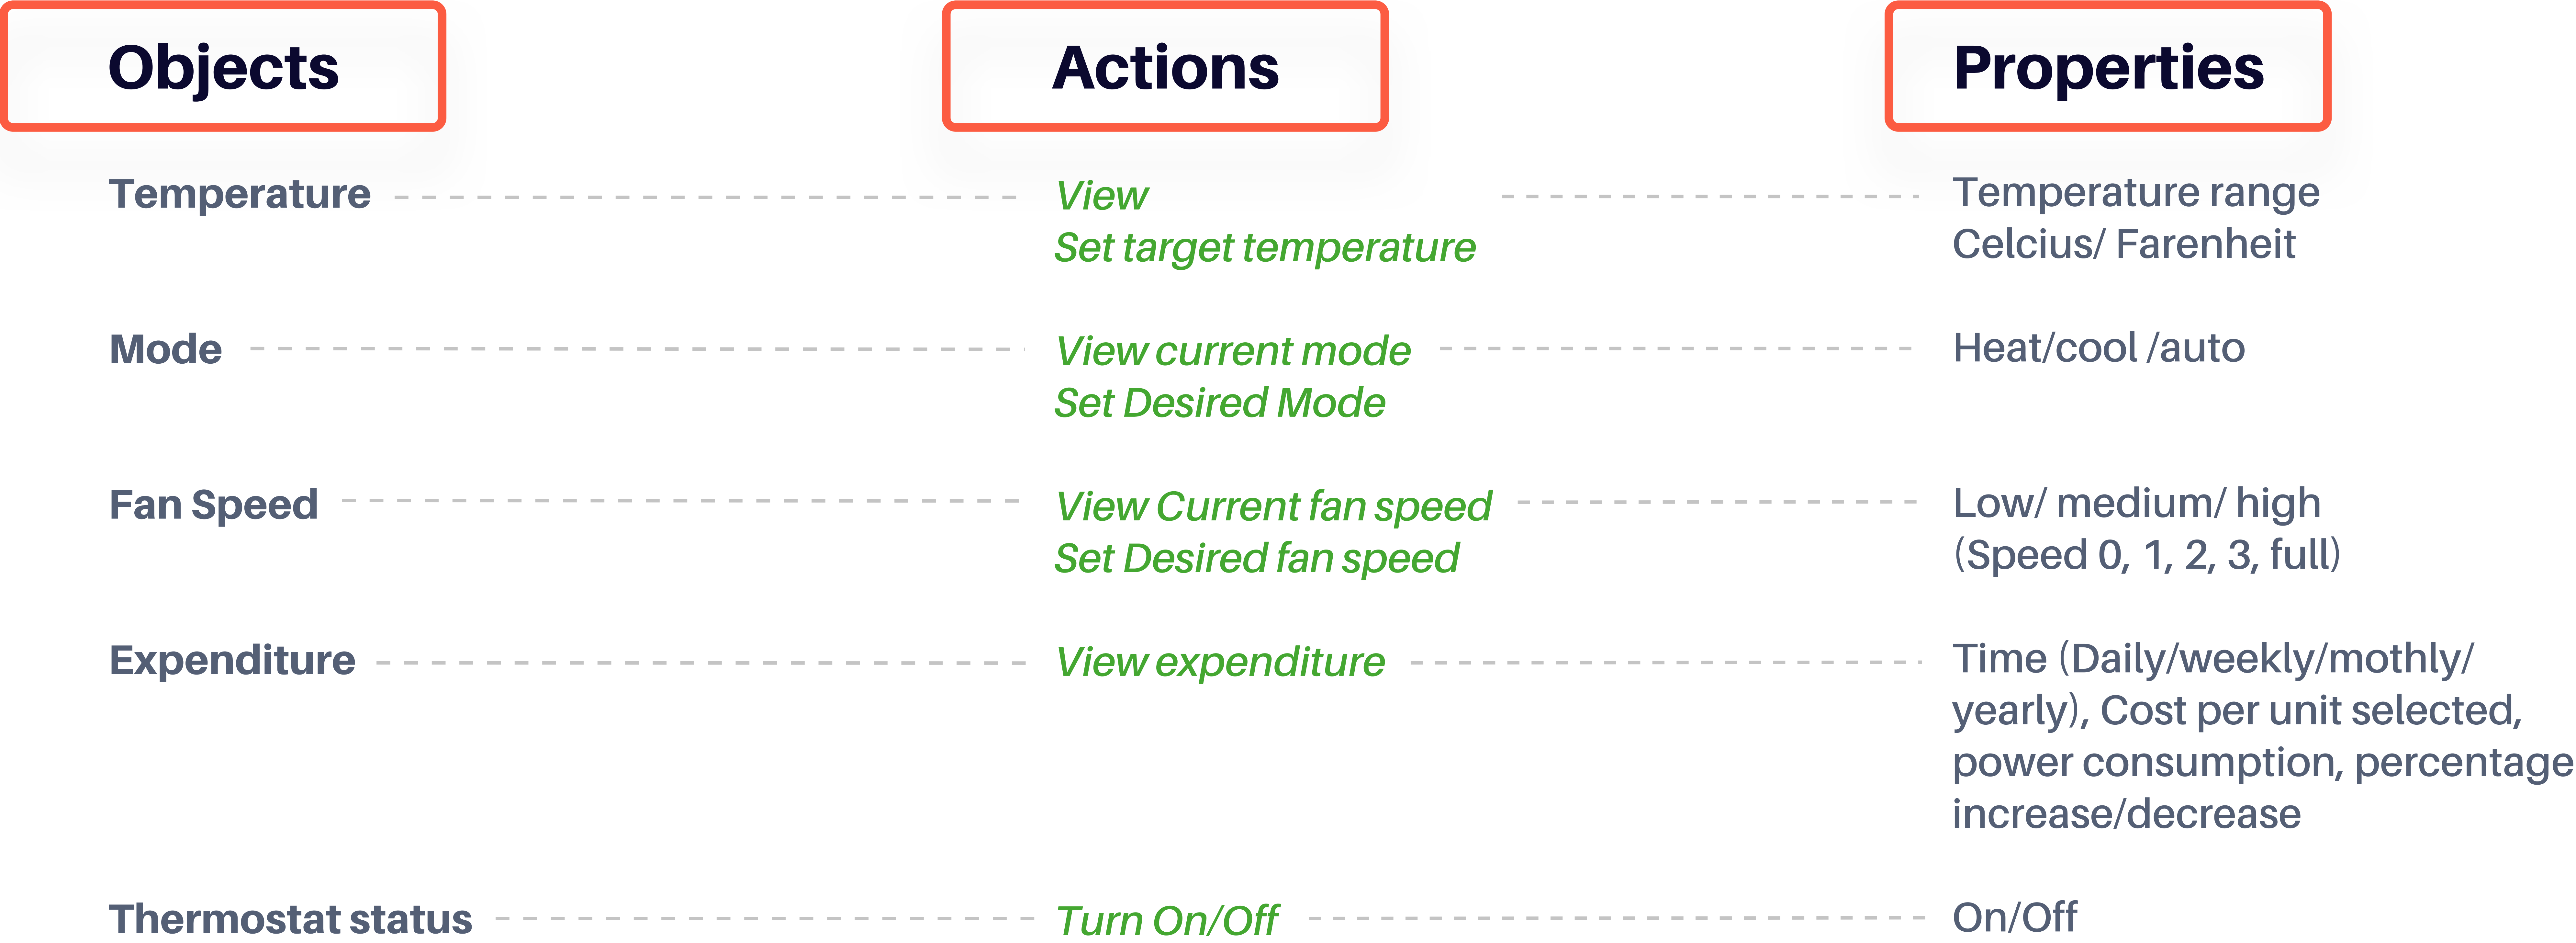 Objects Actions Properties
Temperature View Temperature range
Set target temperature Celcius/ Farenheit
Mode View current mode Heat/cool /auto
Set Desired Mode
Fan Speed View Current fan speed Low/ medium/ high
Set Desired fan speed (Speed 0, 1, 2, 3, full)
Expenditure View expenditure Time (Daily/weekly/mothly/
yearly), Cost per unit selected,
power consumption, percentage
increase/decrease
Thermostat status Turn On/Off On/Off